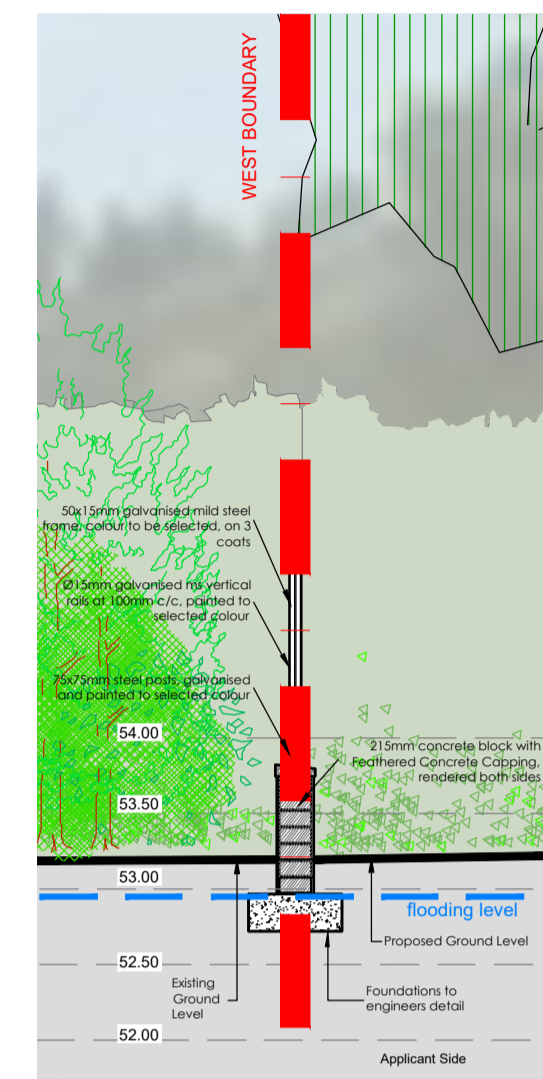 WEST BOUNDARY
50x15mm galvanised mild steel
frame, colour to be selected, on 3
coats
Ø15mm galvanised ms vertical
rails at 100mm c/c, painted to
selected colour
75x75mm steel posts, galvanised
and painted to selected colour
54.00
215mm concrete block with
Feathered Concrete Capping,
rendered both sides
53.50
53.00
flooding level
Proposed Ground Level
52.50
Existing
Ground
Level
Foundations to
engineers detail
52.00
Applicant Side